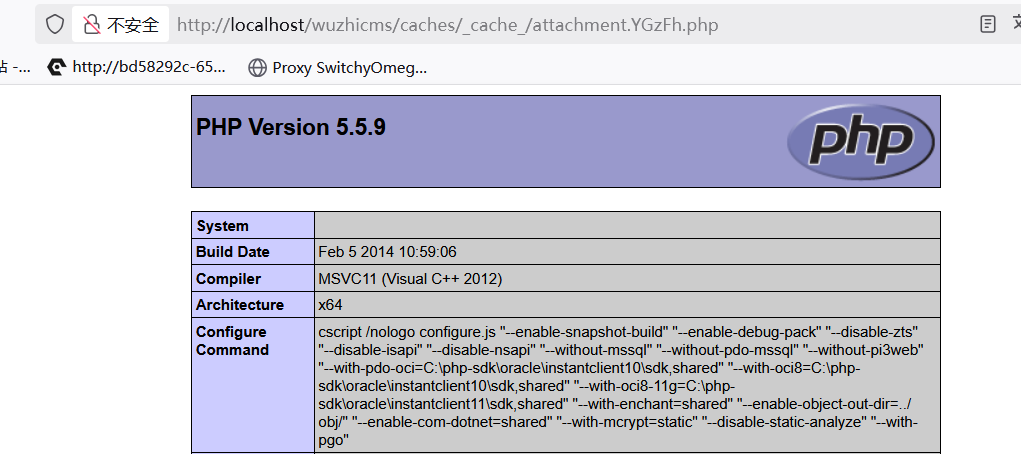 不安全 http://localhost/wuzhicms/caches/_cache_/attachment.YGzFh.php
-... http://bd58292c-65... Proxy SwitchyOmeg...
PHP Version 5.5.9
php
System
Build Date Feb 5 2014 10:59:06
Compiler MSVC11 (Visual C++ 2012)
Architecture x64
Configure Command cscript /nologo configure.js "--enable-snapshot-build" "--enable-debug-pack" "--disable-zts"
"--disable-isapi" "--disable-nsapi" "--without-mssql" "--without-pdo-mssql" "--without-pi3web"
"--with-pdo-oci=C:\php-sdk\oracle\instantclient10\sdk,shared" "--with-oci8=C:\php-
sdk\oracle\instantclient10\sdk,shared" "--with-oci8-11g=C:\php-
sdk\oracle\instantclient11\sdk,shared" "--with-enchant=shared" "--enable-object-out-dir=../
obj/" "--enable-com-dotnet=shared" "--with-mcrypt=static" "--disable-static-analyze" "--with-
pgo"